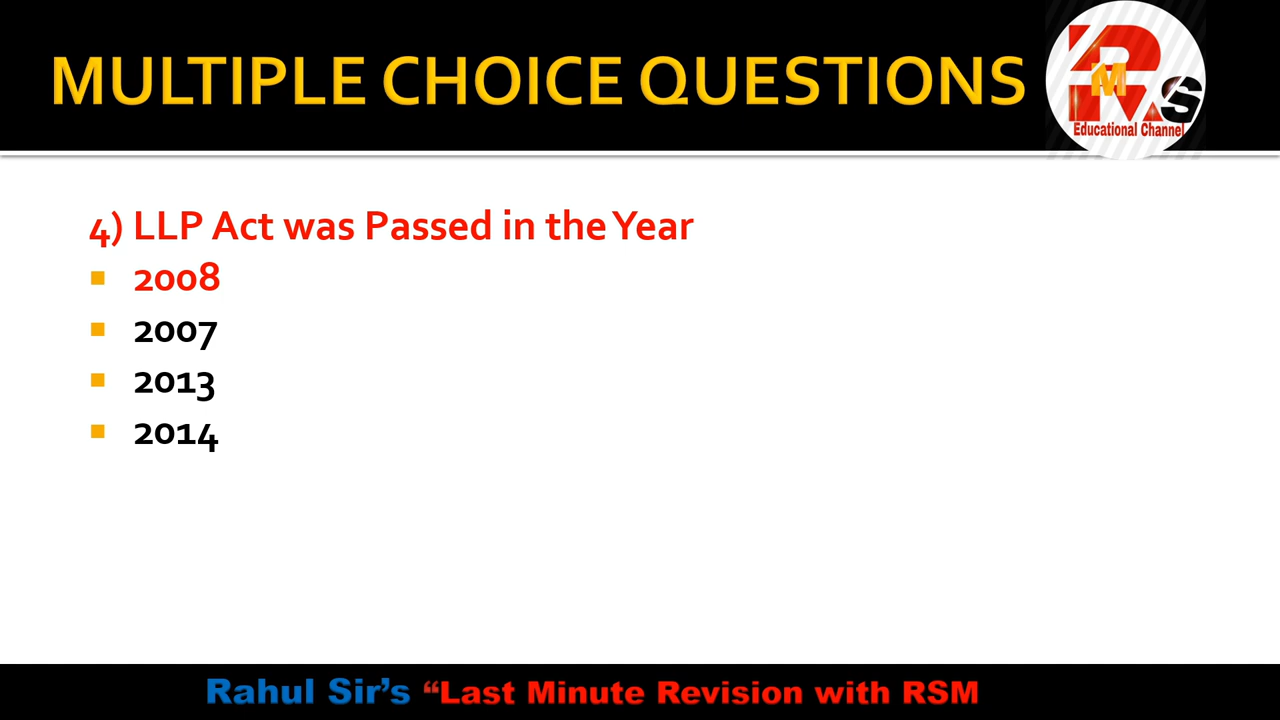 MULTIPLE CHOICE QUESTIONS
RMS
Educational Channel
4) LLP Act was Passed in the Year
2008
2007
2013
2014
Rahul Sir’s “Last Minute Revision with RSM